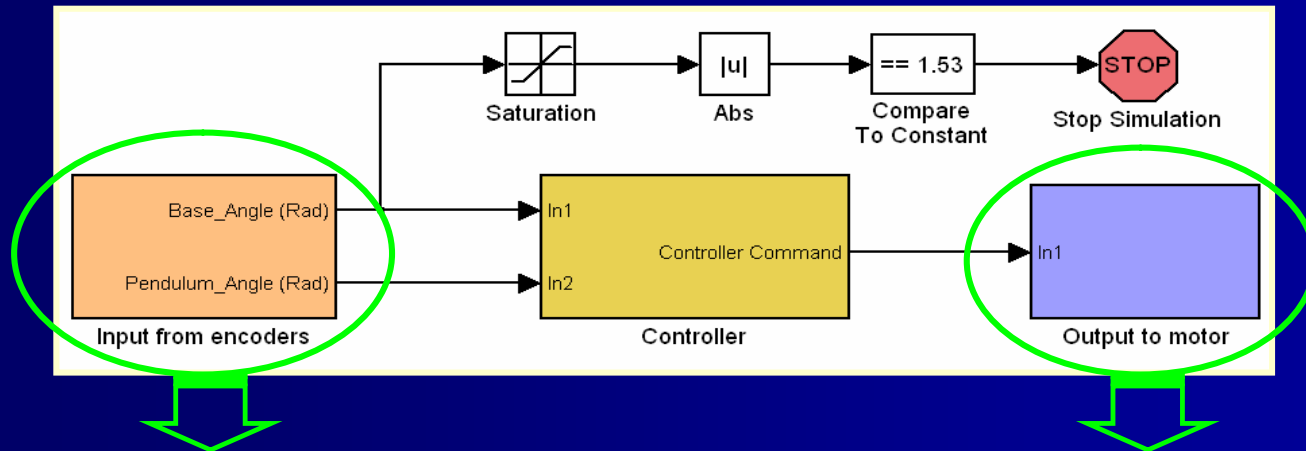 |u|
== 1.53
STOP
Saturation
Abs
Compare
To Constant
Stop Simulation
Base_Angle (Rad)
Pendulum_Angle (Rad)
Input from encoders
In1
In2
Controller Command
Controller
In1
Output to motor